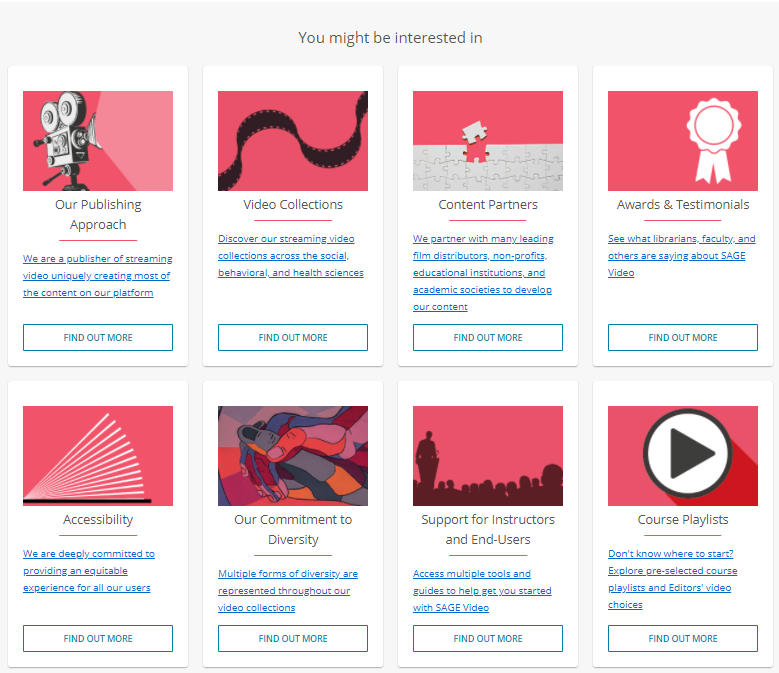 You might be interested in
Our Publishing
Approach
We are a publisher of streaming
video uniquely creating most of
the content on our platform
FIND OUT MORE
Video Collections
Discover our streaming video
collections across the social,
behavioral, and health sciences
FIND OUT MORE
Content Partners
We partner with many leading
film distributors, non-profits,
educational institutions, and
academic societies to develop
our content
FIND OUT MORE
Awards & Testimonials
See what librarians, faculty, and
others are saying about SAGE
Video
FIND OUT MORE
Accessibility
We are deeply committed to
providing an equitable
experience for all our users
FIND OUT MORE
Our Commitment to
Diversity
Multiple forms of diversity are
represented throughout our
video collections
FIND OUT MORE
Support for Instructors
and End-Users
Access multiple tools and
guides to help get you started
with SAGE Video
FIND OUT MORE
Course Playlists
Don't know where to start?
Explore pre-selected course
playlists and Editors' video
choices
FIND OUT MORE